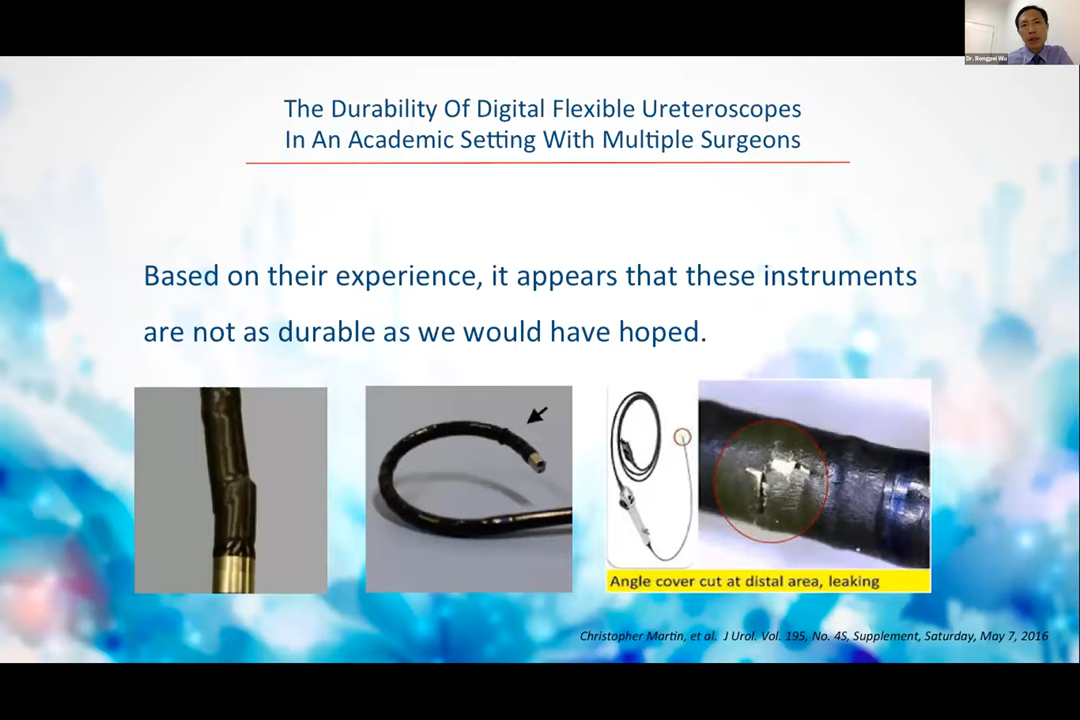 Dr. Rongpei Wu
The Durability Of Digital Flexible Ureteroscopes
In An Academic Setting With Multiple Surgeons
Based on their experience, it appears that these instruments
are not as durable as we would have hoped.
Angle cover cut at distal area, leaking
Christopher Martin, et al. J Urol. Vol. 195, No. 4S, Supplement, Saturday, May 7, 2016